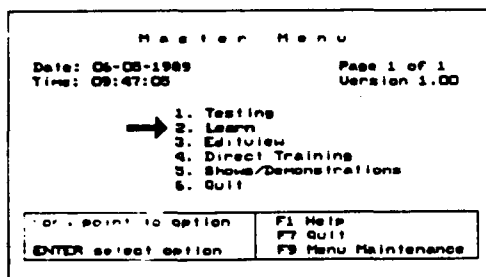 Master Menu
Date: 06-05-1989 Page 1 of 1
Time: 09:47:05 Version 1.00
1. Testing
2. Learn
3. Editview
4. Direct Training
5. Shows/Demonstrations
6. Quit
point to option F1 Help
F7 Quit
ENTER select option F9 Menu Maintenance